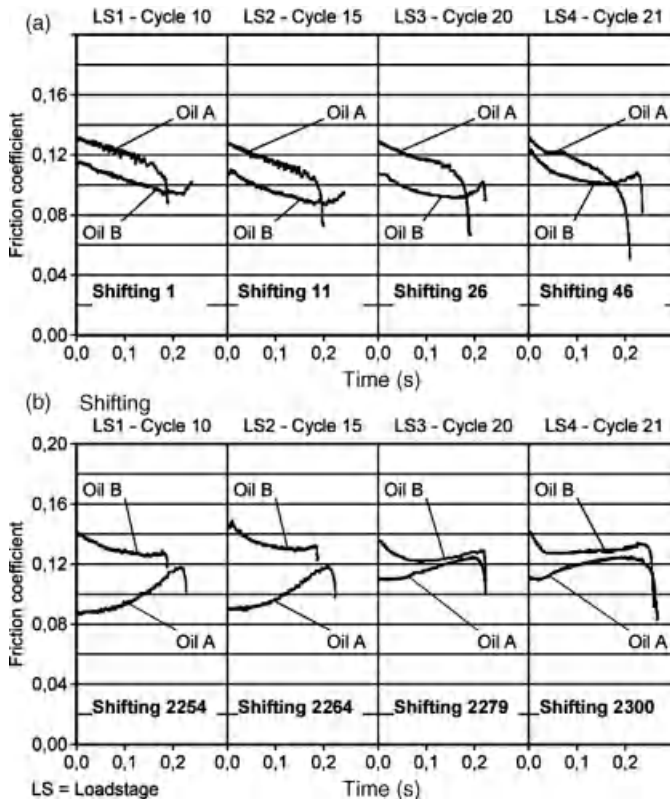 (a) LS1 - Cycle 10 LS2 - Cycle 15 LS3 - Cycle 20 LS4 - Cycle 21
Friction coefficient
0,16
0,12
0,08
0,04
0,00
Oil A Oil A Oil A Oil A
Oil B Oil B Oil B Oil B
Shifting 1 Shifting 11 Shifting 26 Shifting 46
0,0 0,1 0,2 0,0 0,1 0,2 0,0 0,1 0,2 0,0 0,1 0,2
Time (s)
(b) Shifting
LS1 - Cycle 10 LS2 - Cycle 15 LS3 - Cycle 20 LS4 - Cycle 21
Friction coefficient
0,20
0,16
0,12
0,08
0,04
0,00
Oil B Oil B Oil B Oil B
Oil A Oil A Oil A Oil A
Shifting 2254 Shifting 2264 Shifting 2279 Shifting 2300
0,0 0,1 0,2 0,0 0,1 0,2 0,0 0,1 0,2 0,0 0,1 0,2
LS = Loadstage Time (s)